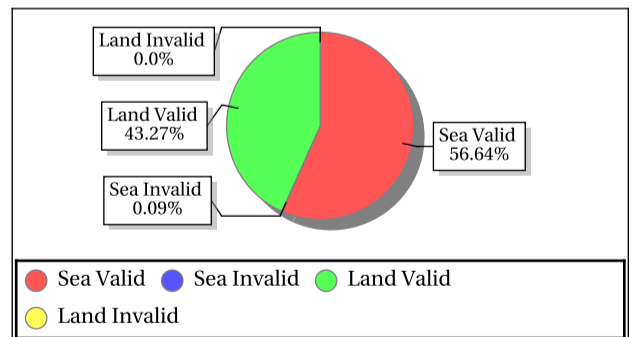 Land Invalid
0.0%
Land Valid
43.27%
Sea Valid
56.64%
Sea Invalid
0.09%
Sea Valid Sea Invalid Land Valid
Land Invalid